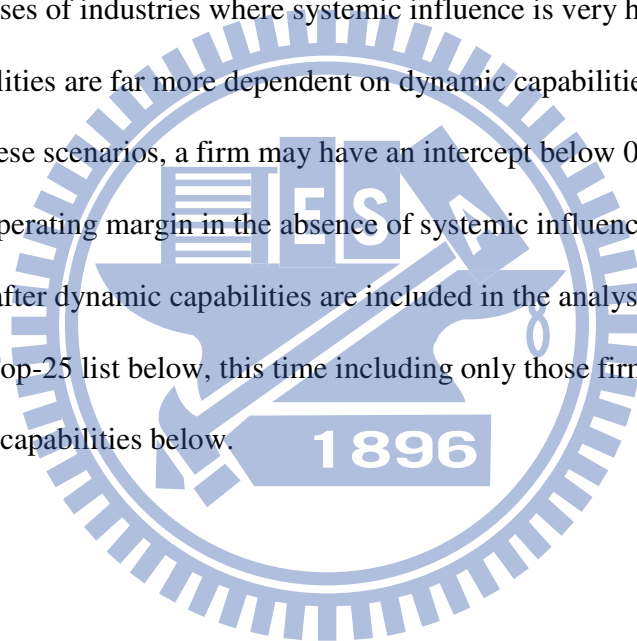 ses of industries where systemic influence is very h
lities are far more dependent on dynamic capabilitie
ese scenarios, a firm may have an intercept below 0
E S A
perating margin in the absence of systemic influenc
after dynamic capabilities are included in the analys
op-25 list below, this time including only those firm
capabilities below.
1896